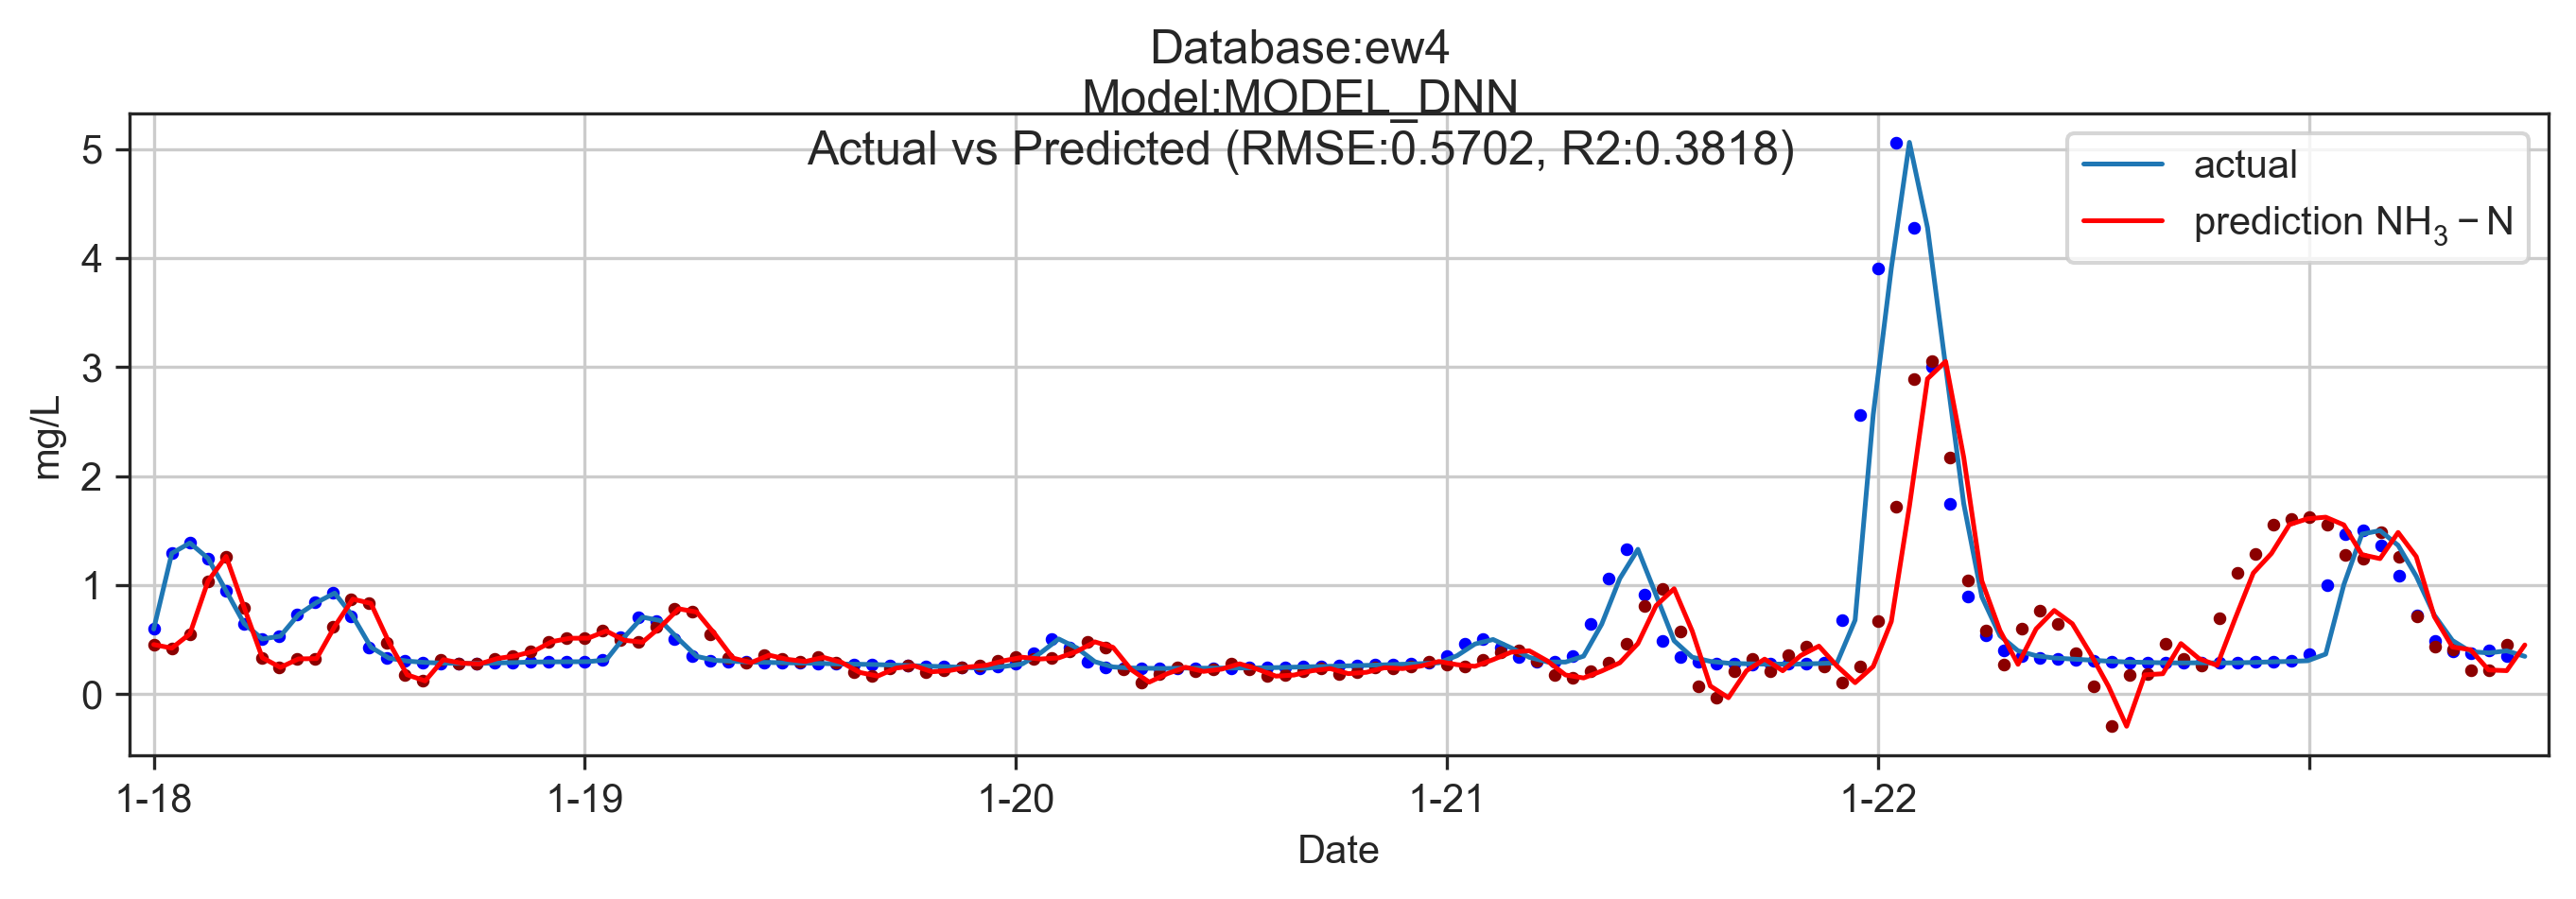 Database:ew4
Model:MODEL_DNN
Actual vs Predicted (RMSE:0.5702, R2:0.3818)
actual
prediction NH₃ − N
5
4
3
2
1
0
mg/L
1-18 1-19 1-20 1-21 1-22
Date